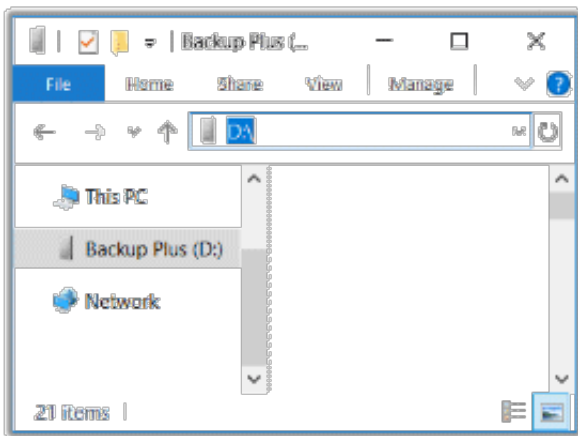 Backup Plus (...
File Home Share View Manage ?
D:\
This PC
Backup Plus (D:)
Network
21 items